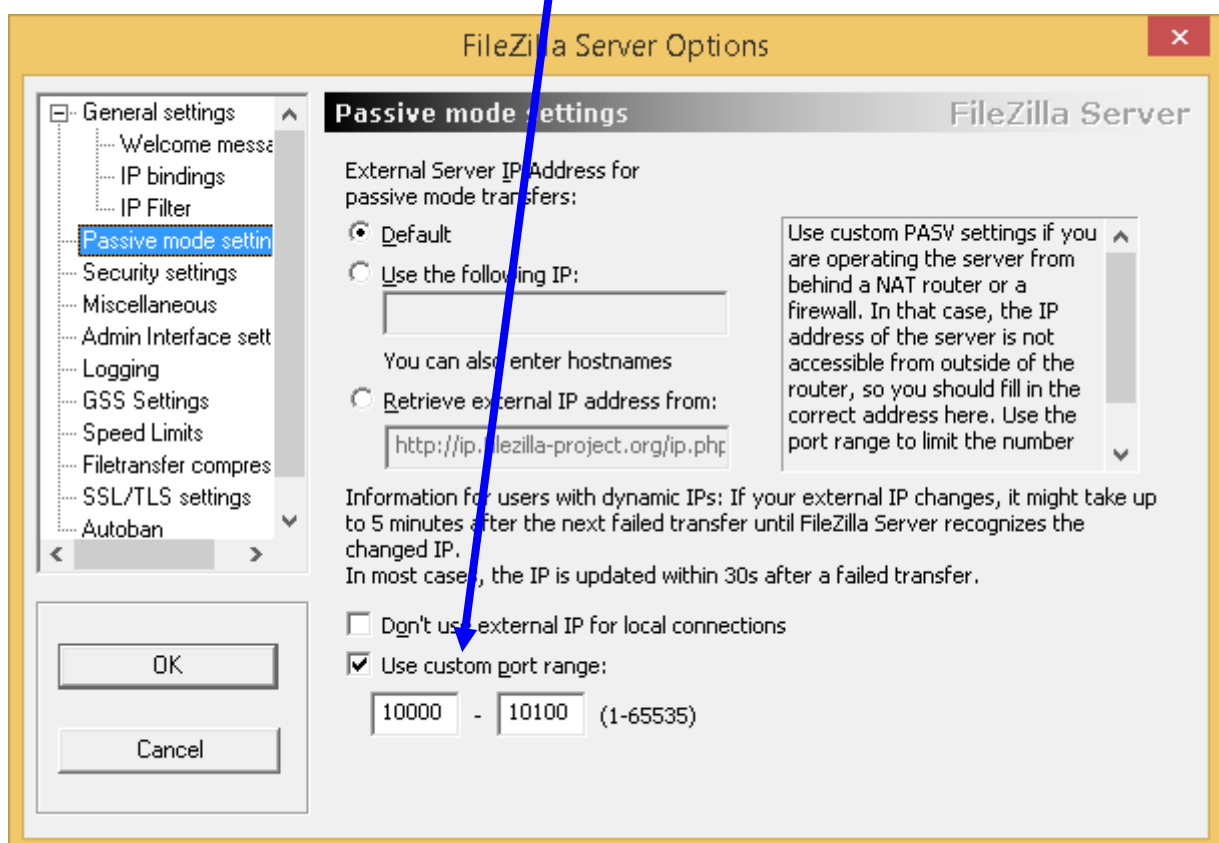 FileZilla Server Options
General settings
Welcome messa
IP bindings
IP Filter
Passive mode settin
Security settings
Miscellaneous
Admin Interface sett
Logging
GSS Settings
Speed Limits
Filetransfer compres
SSL/TLS settings
Autoban
OK
Cancel
Passive mode settings
FileZilla Server
External Server IP Address for
passive mode transfers:
Default
Use the following IP:
You can also enter hostnames
Retrieve external IP address from:
http://ip.filezilla-project.org/ip.php
Use custom PASV settings if you
are operating the server from
behind a NAT router or a
firewall. In that case, the IP
address of the server is not
accessible from outside of the
router, so you should fill in the
correct address here. Use the
port range to limit the number
Information for users with dynamic IPs: If your external IP changes, it might take up
to 5 minutes after the next failed transfer until FileZilla Server recognizes the
changed IP.
In most cases, the IP is updated within 30s after a failed transfer.
Don't use external IP for local connections
Use custom port range:
10000 - 10100 (1-65535)